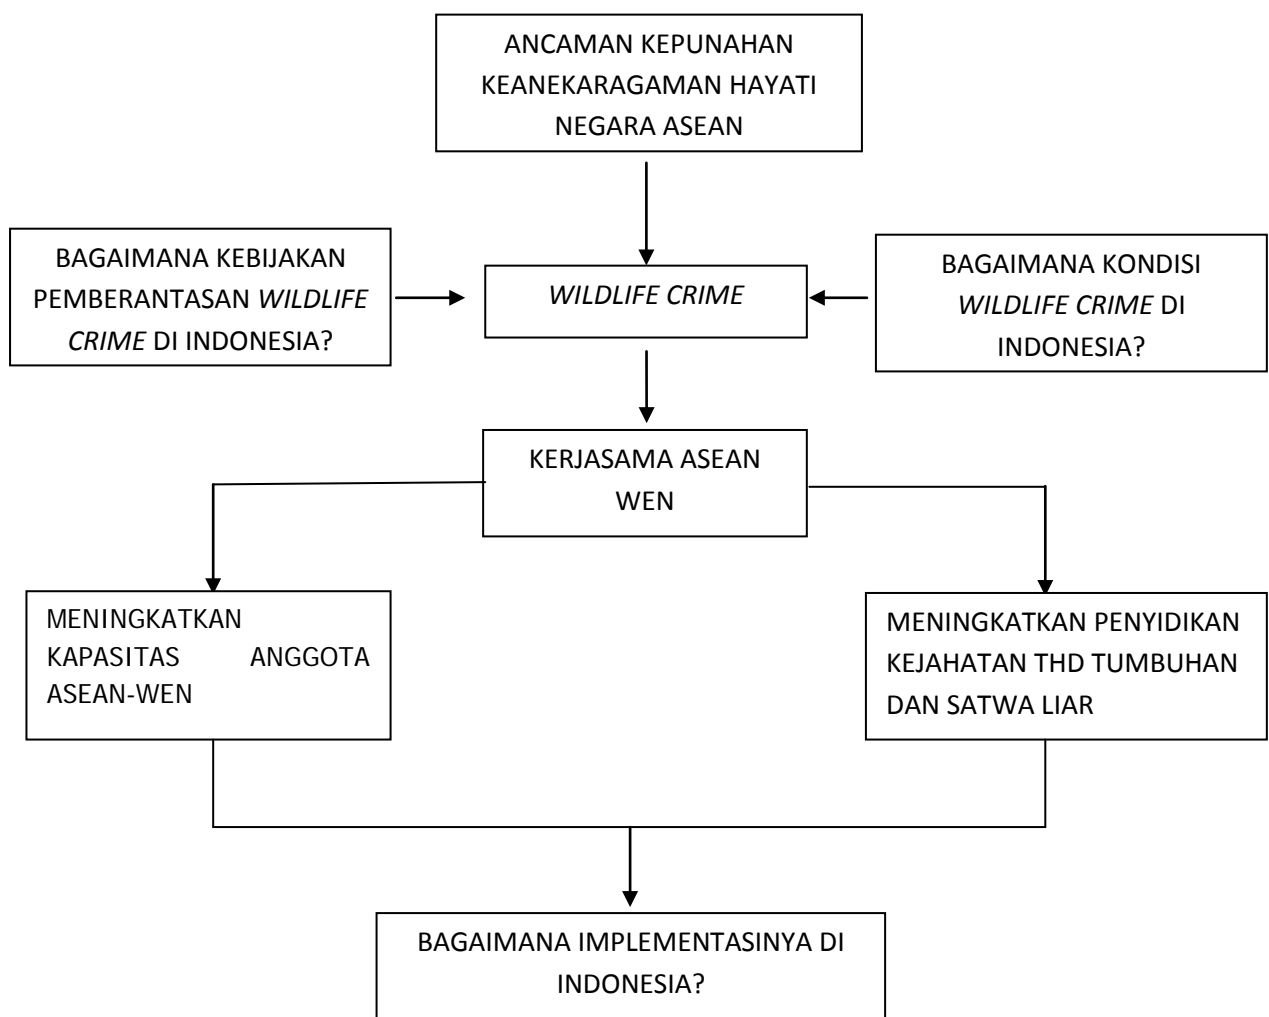 ANCAMAN KEPUNAHAN
KEANEKARAGAMAN HAYATI
NEGARA ASEAN
BAGAIMANA KEBIJAKAN
PEMBERANTASAN WILDLIFE
CRIME DI INDONESIA?
WILDLIFE CRIME
BAGAIMANA KONDISI
WILDLIFE CRIME DI
INDONESIA?
KERJASAMA ASEAN
WEN
MENINGKATKAN
KAPASITAS ANGGOTA
ASEAN-WEN
MENINGKATKAN PENYIDIKAN
KEJAHATAN THD TUMBUHAN
DAN SATWA LIAR
BAGAIMANA IMPLEMENTASINYA DI
INDONESIA?